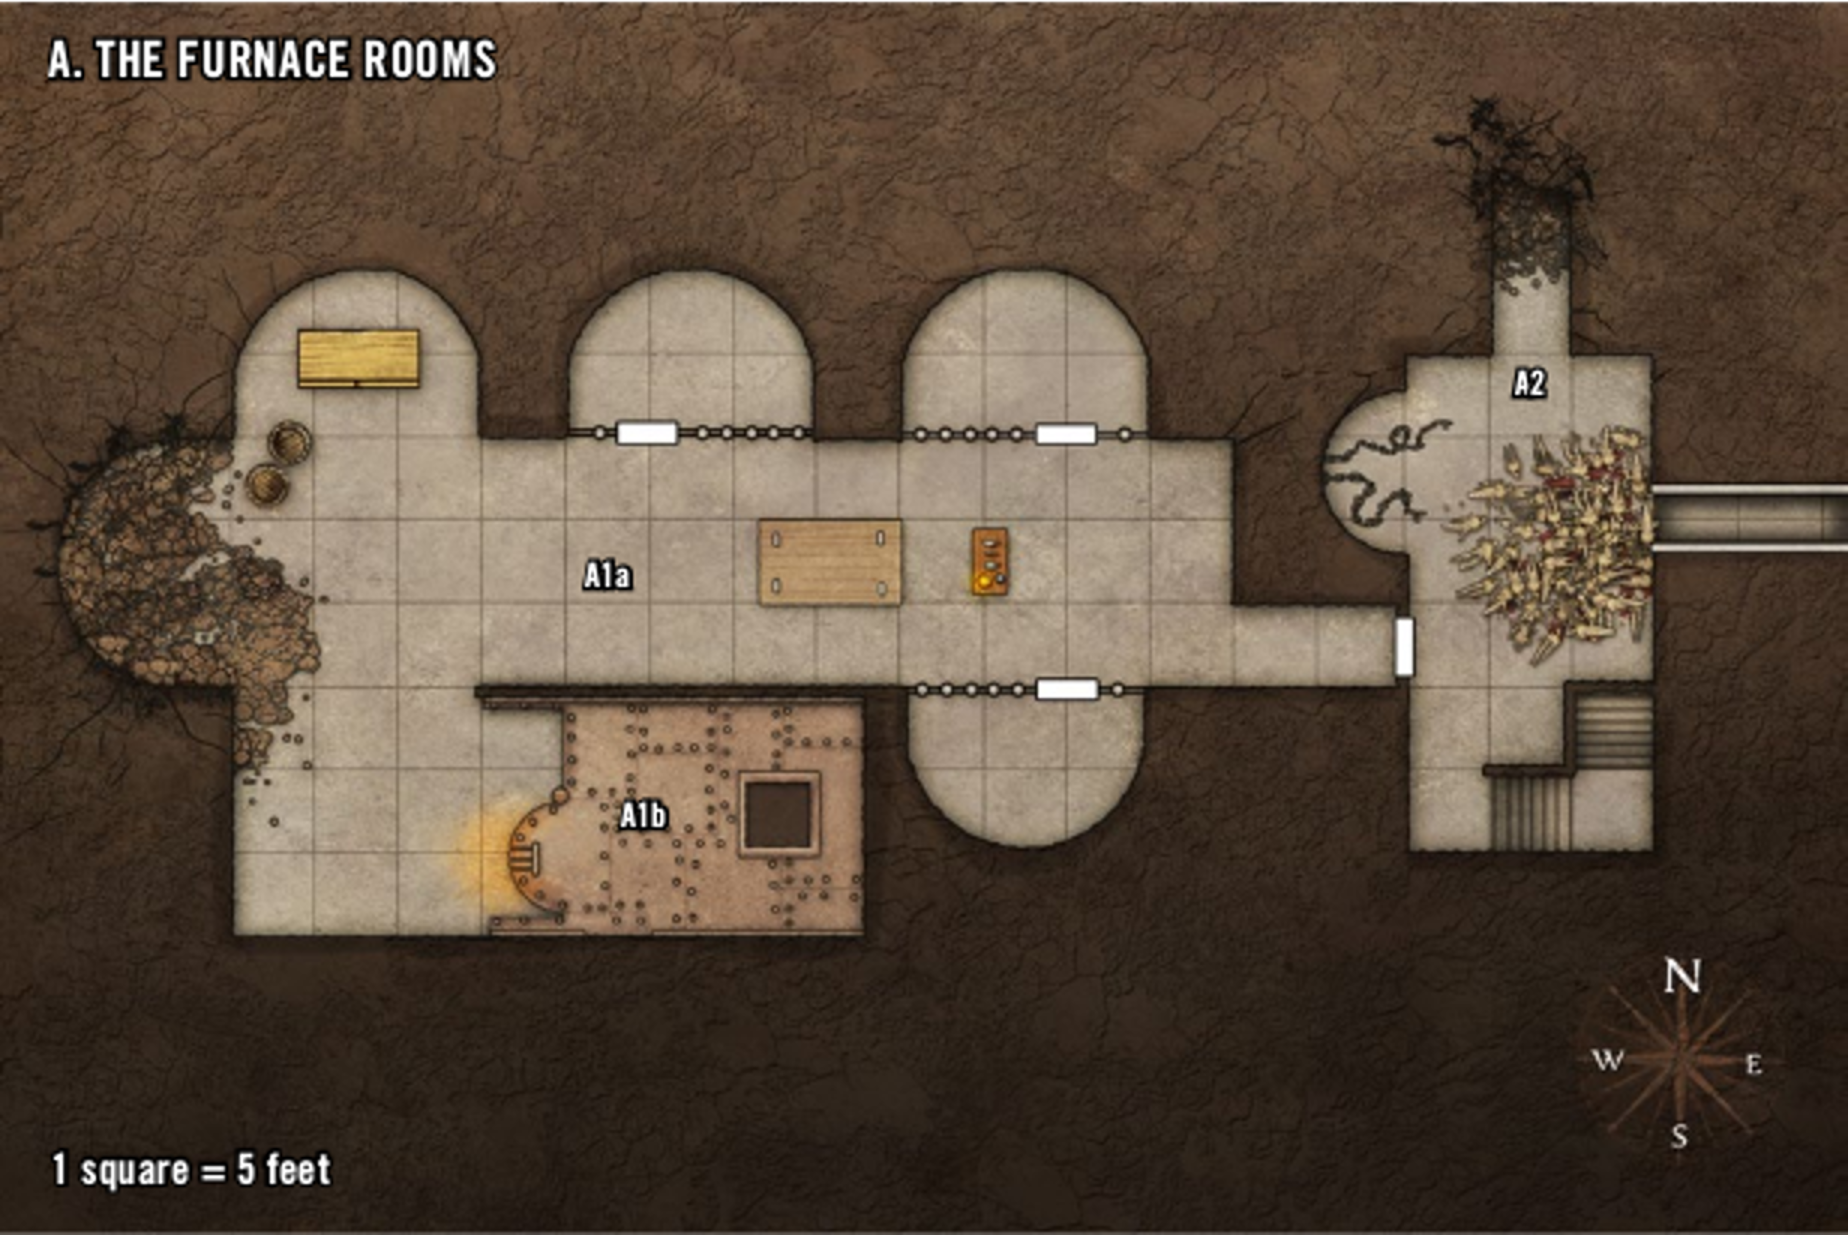 A. THE FURNACE ROOMS
A2
A1a
A1b
N
W E
S
1 square = 5 feet